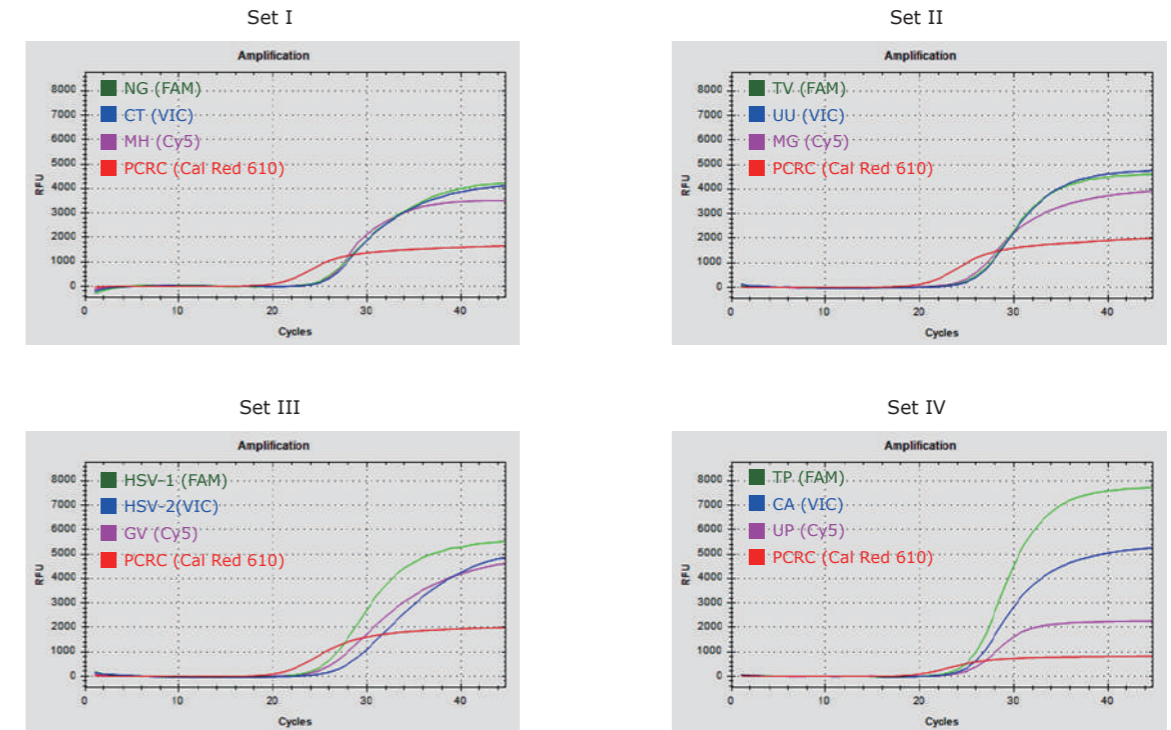 Set I
Amplification
NG (FAM)
CT (VIC)
MH (Cy5)
PCRC (Cal Red 610)
8000
7000
6000
5000
4000
3000
2000
1000
0
RFU
0 10 20 30 40
Cycles
Set II
Amplification
TV (FAM)
UU (VIC)
MG (Cy5)
PCRC (Cal Red 610)
8000
7000
6000
5000
4000
3000
2000
1000
0
RFU
0 10 20 30 40
Cycles
Set III
Amplification
HSV-1 (FAM)
HSV-2(VIC)
GV (Cy5)
PCRC (Cal Red 610)
8000
7000
6000
5000
4000
3000
2000
1000
0
RFU
0 10 20 30 40
Cycles
Set IV
Amplification
TP (FAM)
CA (VIC)
UP (Cy5)
PCRC (Cal Red 610)
8000
7000
6000
5000
4000
3000
2000
1000
0
RFU
0 10 20 30 40
Cycles